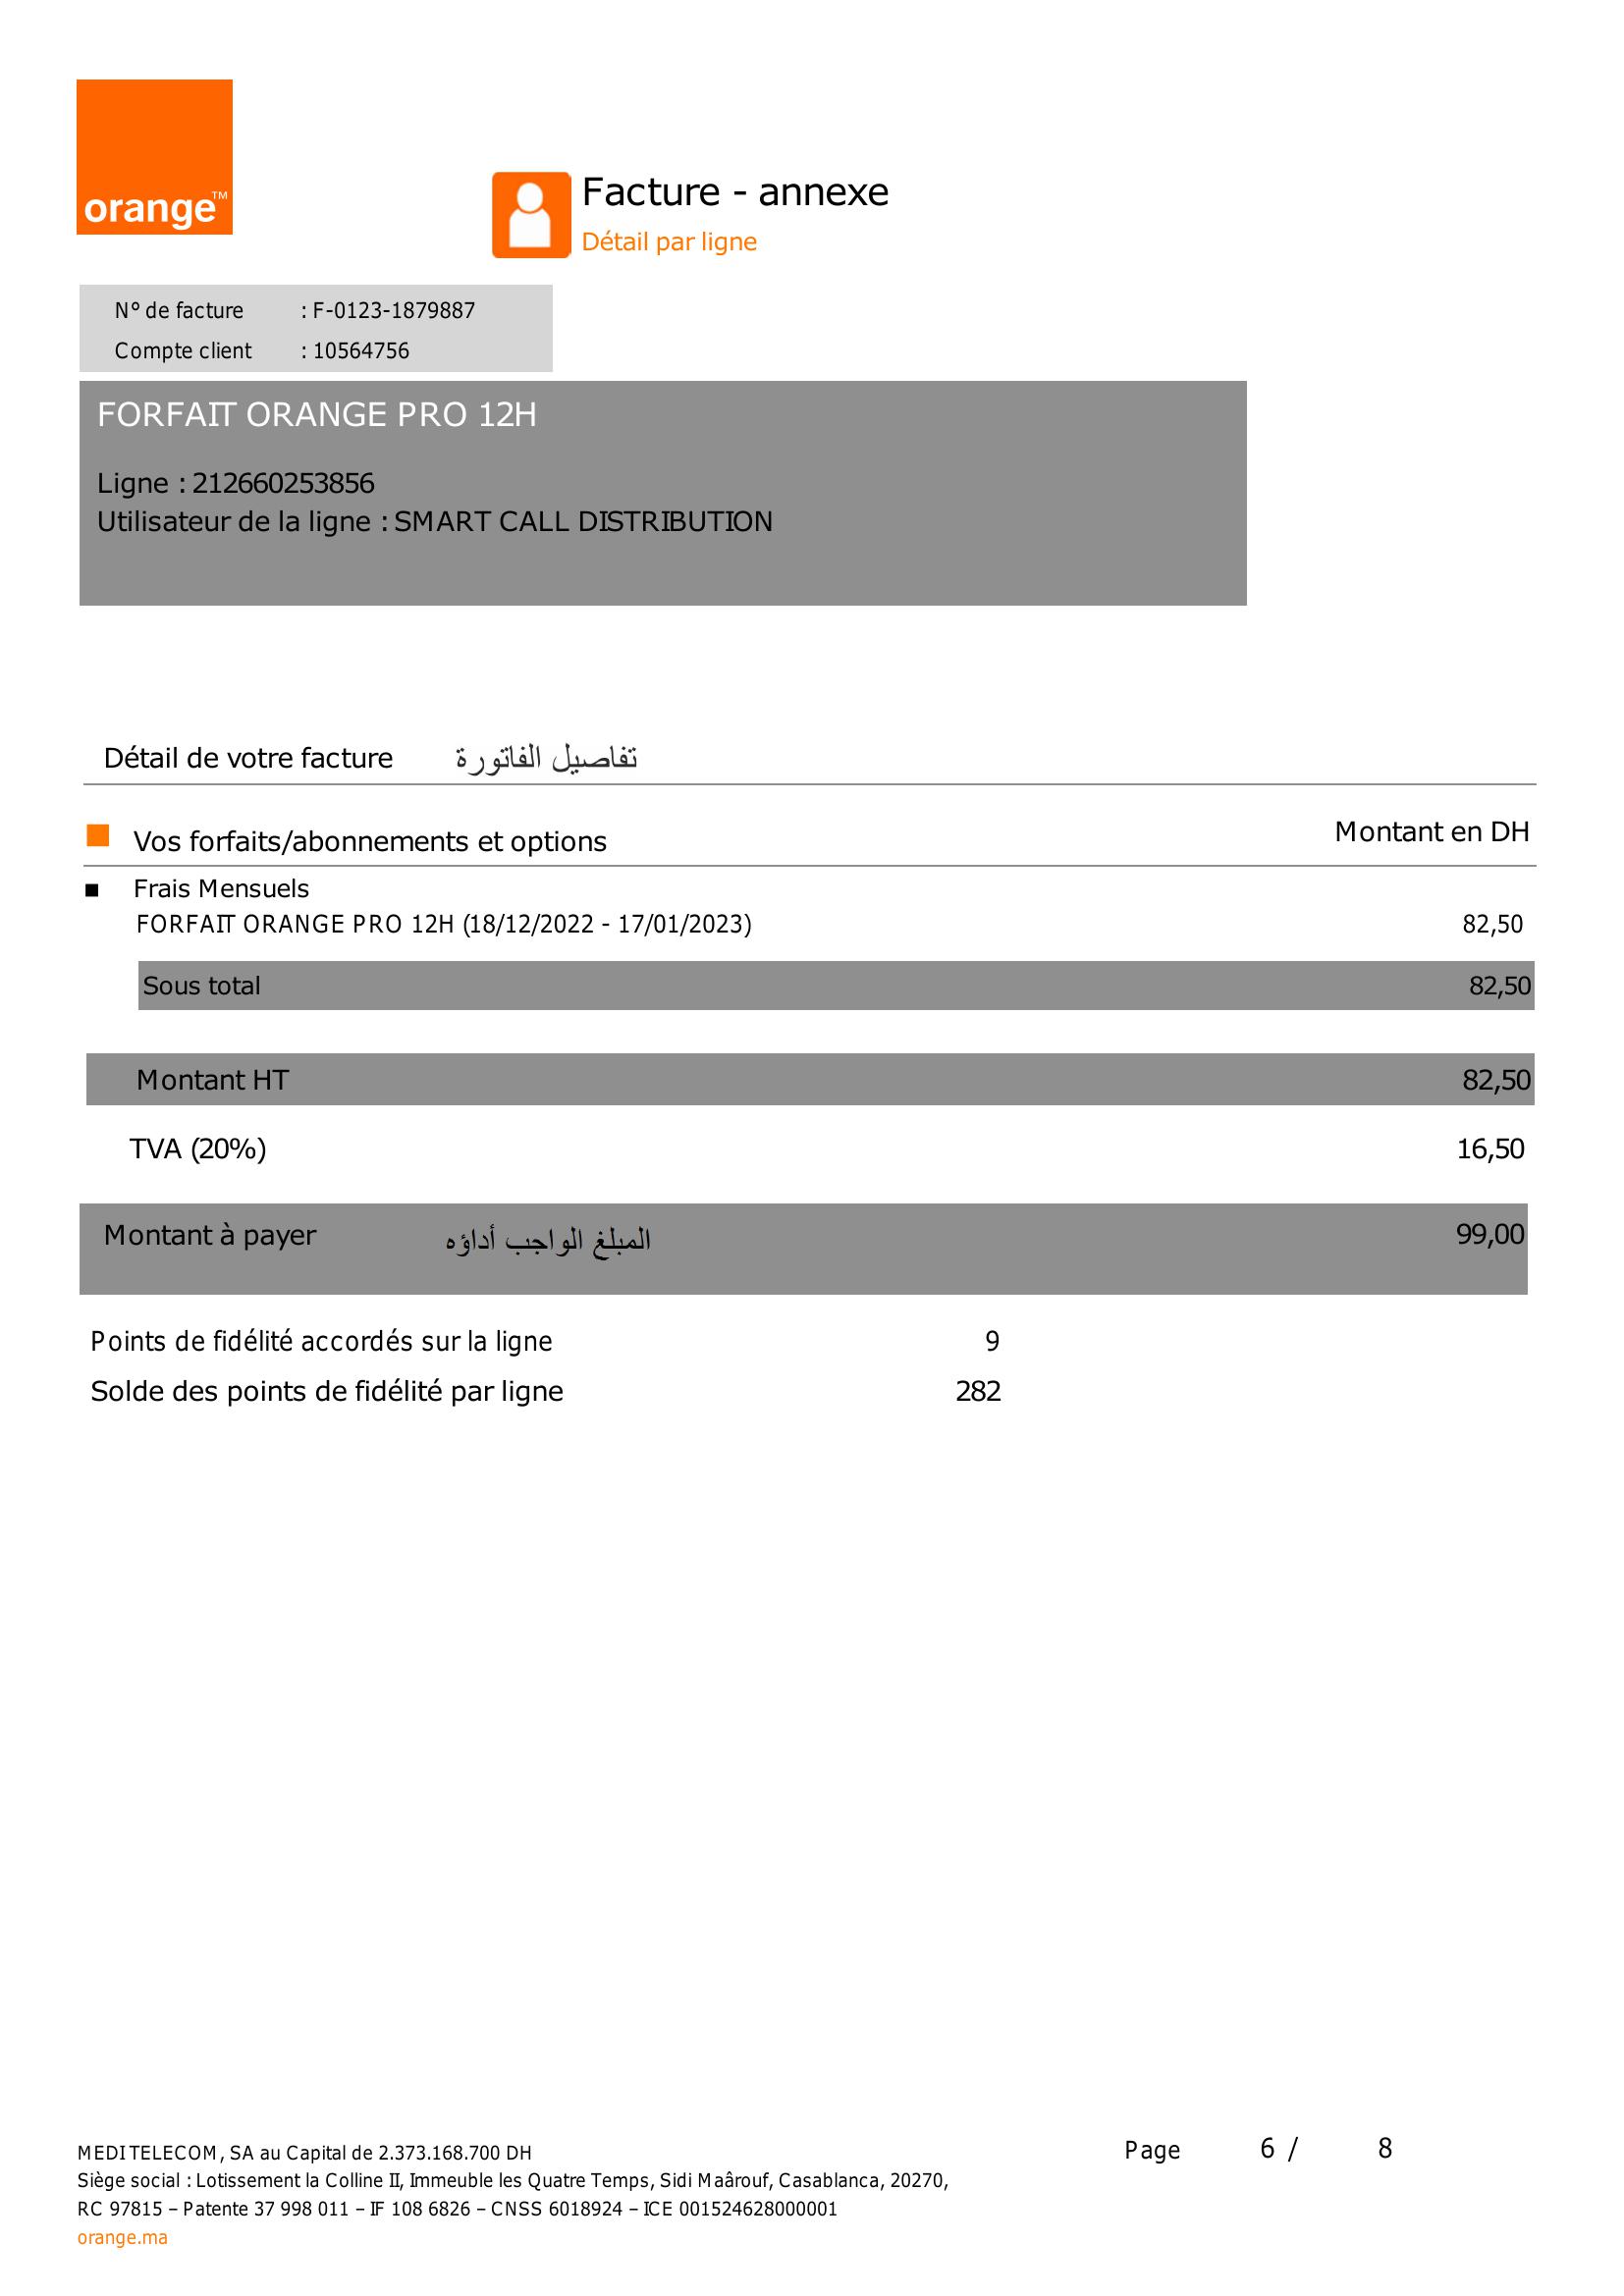 orange™
Facture - annexe
Détail par ligne
N° de facture : F-0123-1879887
Compte client : 10564756
FORFAIT ORANGE PRO 12H
Ligne : 212660253856
Utilisateur de la ligne : SMART CALL DISTRIBUTION
Détail de votre facture تفاصيل الفاتورة
Vos forfaits/abonnements et options Montant en DH
Frais Mensuels
FORFAIT ORANGE PRO 12H (18/12/2022 - 17/01/2023) 82,50
Sous total 82,50
Montant HT 82,50
TVA (20%) 16,50
Montant à payer المبلغ الواجب أداؤه 99,00
Points de fidélité accordés sur la ligne 9
Solde des points de fidélité par ligne 282
MEDITELECOM, SA au Capital de 2.373.168.700 DH
Page 6 / 8
Siège social : Lotissement la Colline II, Immeuble les Quatre Temps, Sidi Maârouf, Casablanca, 20270,
RC 97815 – Patente 37 998 011 – IF 108 6826 – CNSS 6018924 – ICE 001524628000001
orange.ma